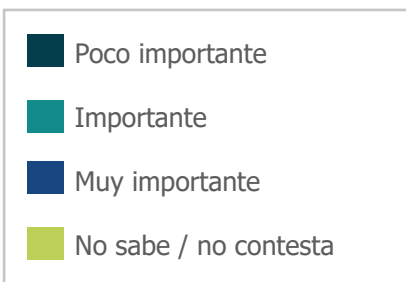 Poco importante
Importante
Muy importante
No sabe / no contesta